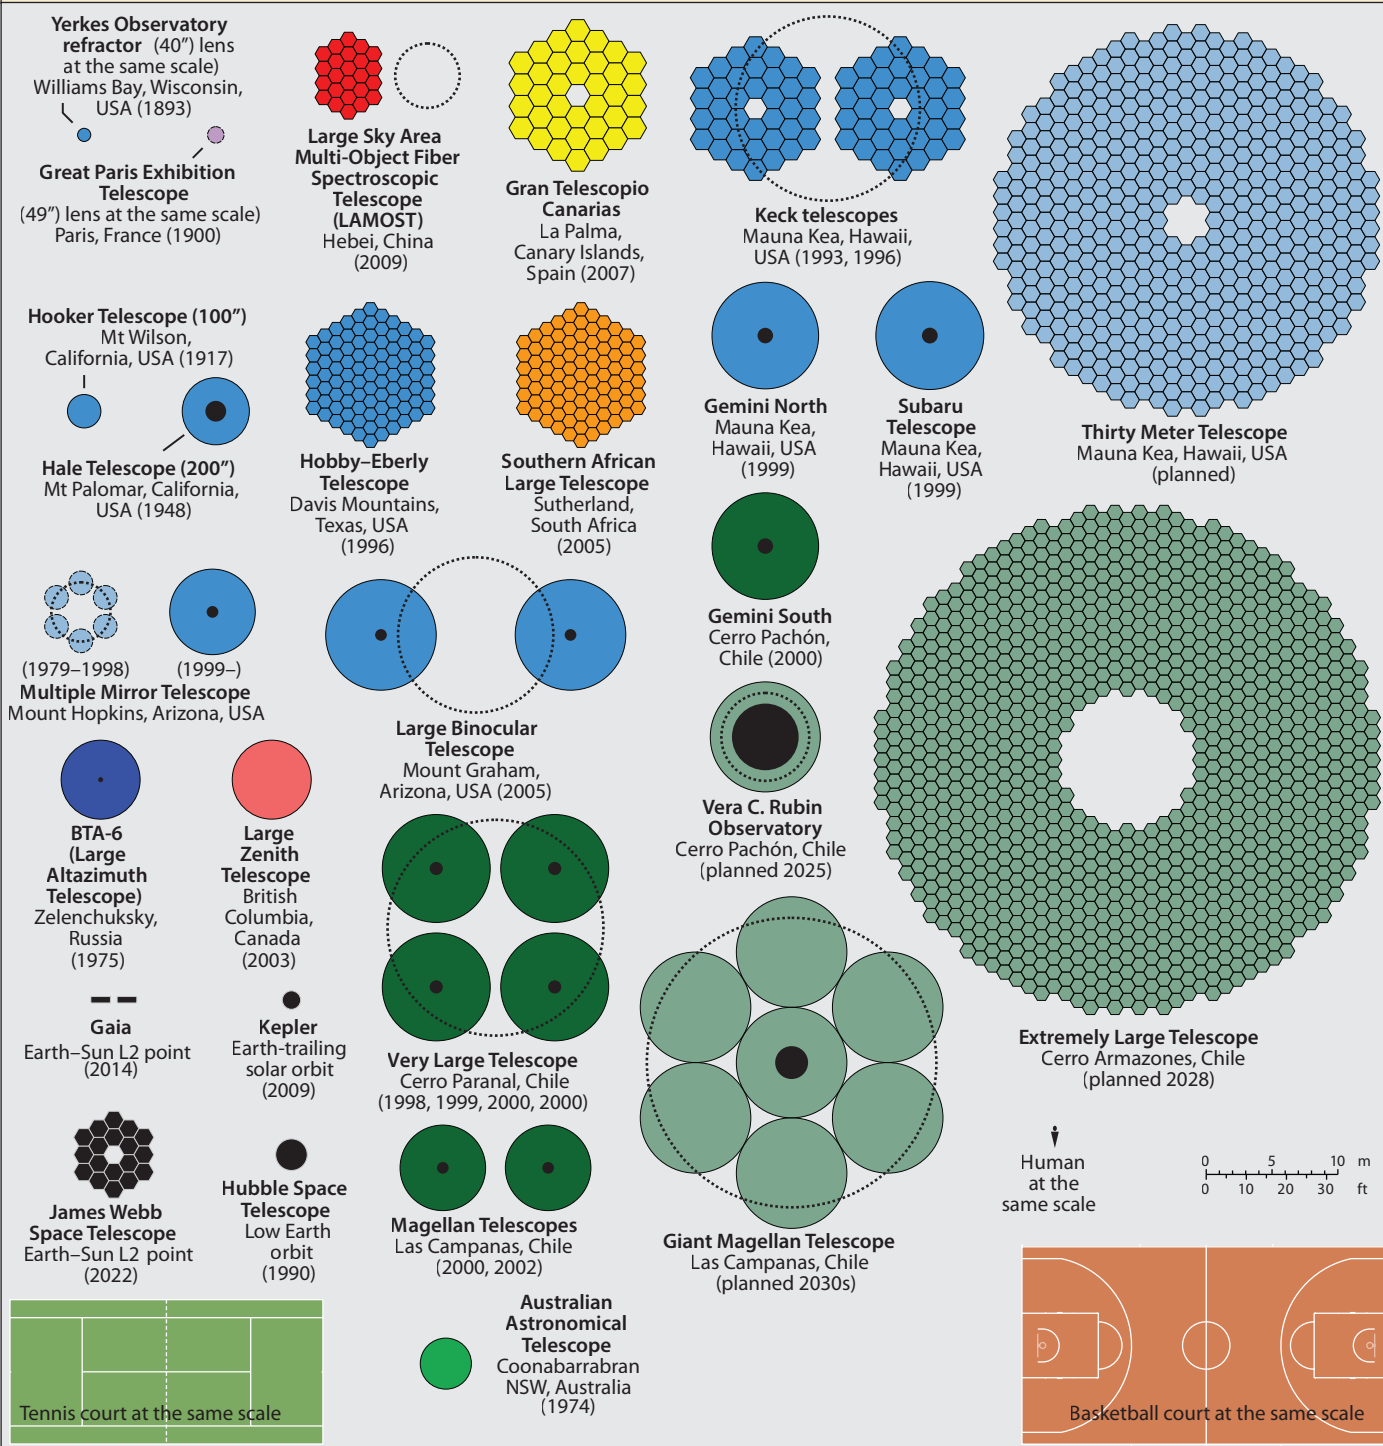 Yerkes Observatory
refractor (40″) lens
at the same scale)
Williams Bay, Wisconsin,
USA (1893)
Great Paris Exhibition
Telescope
(49″) lens at the same scale)
Paris, France (1900)
Large Sky Area
Multi-Object Fiber
Spectroscopic
Telescope
(LAMOST)
Hebei, China
(2009)
Gran Telescopio
Canarias
La Palma,
Canary Islands,
Spain (2007)
Keck telescopes
Mauna Kea, Hawaii,
USA (1993, 1996)
Thirty Meter Telescope
Mauna Kea, Hawaii, USA
(planned)
Hooker Telescope (100″)
Mt Wilson,
California, USA (1917)
Hale Telescope (200″)
Mt Palomar, California,
USA (1948)
Hobby–Eberly
Telescope
Davis Mountains,
Texas, USA
(1996)
Southern African
Large Telescope
Sutherland,
South Africa
(2005)
Gemini North
Mauna Kea,
Hawaii, USA
(1999)
Subaru
Telescope
Mauna Kea,
Hawaii, USA
(1999)
Gemini South
Cerro Pachón,
Chile (2000)
(1979–1998)
(1999–)
Multiple Mirror Telescope
Mount Hopkins, Arizona, USA
Large Binocular
Telescope
Mount Graham,
Arizona, USA (2005)
Vera C. Rubin
Observatory
Cerro Pachón, Chile
(planned 2025)
BTA-6
(Large
Altazimuth
Telescope)
Zelenchuksky,
Russia
(1975)
Large
Zenith
Telescope
British
Columbia,
Canada
(2003)
Gaia
Earth–Sun L2 point
(2014)
Kepler
Earth-trailing
solar orbit
(2009)
Very Large Telescope
Cerro Paranal, Chile
(1998, 1999, 2000, 2000)
Extremely Large Telescope
Cerro Armazones, Chile
(planned 2028)
James Webb
Space Telescope
Earth–Sun L2 point
(2022)
Hubble Space
Telescope
Low Earth
orbit
(1990)
Magellan Telescopes
Las Campanas, Chile
(2000, 2002)
Giant Magellan Telescope
Las Campanas, Chile
(planned 2030s)
Human
at the
same scale
0 5 10 m
0 10 20 30 ft
Australian
Astronomical
Telescope
Coonabarrabran
NSW, Australia
(1974)
Tennis court at the same scale
Basketball court at the same scale